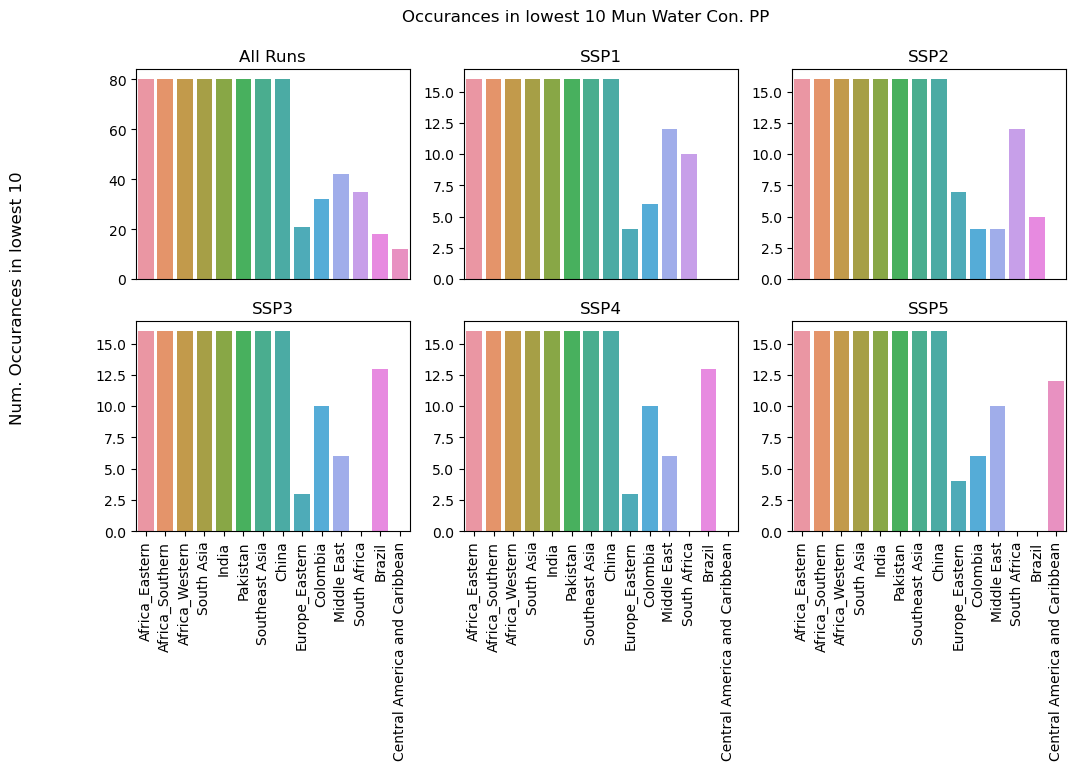 Occurances in lowest 10 Mun Water Con. PP
Num. Occurances in lowest 10
All Runs
80
60
40
20
0
SSP1
15.0
12.5
10.0
7.5
5.0
2.5
0.0
SSP2
15.0
12.5
10.0
7.5
5.0
2.5
0.0
SSP3
15.0
12.5
10.0
7.5
5.0
2.5
0.0
Africa_Eastern
Africa_Southern
Africa_Western
South Asia
India
Pakistan
Southeast Asia
China
Europe_Eastern
Colombia
Middle East
South Africa
Brazil
Central America and Caribbean
SSP4
15.0
12.5
10.0
7.5
5.0
2.5
0.0
Africa_Eastern
Africa_Southern
Africa_Western
South Asia
India
Pakistan
Southeast Asia
China
Europe_Eastern
Colombia
Middle East
South Africa
Brazil
Central America and Caribbean
SSP5
15.0
12.5
10.0
7.5
5.0
2.5
0.0
Africa_Eastern
Africa_Southern
Africa_Western
South Asia
India
Pakistan
Southeast Asia
China
Europe_Eastern
Colombia
Middle East
South Africa
Brazil
Central America and Caribbean